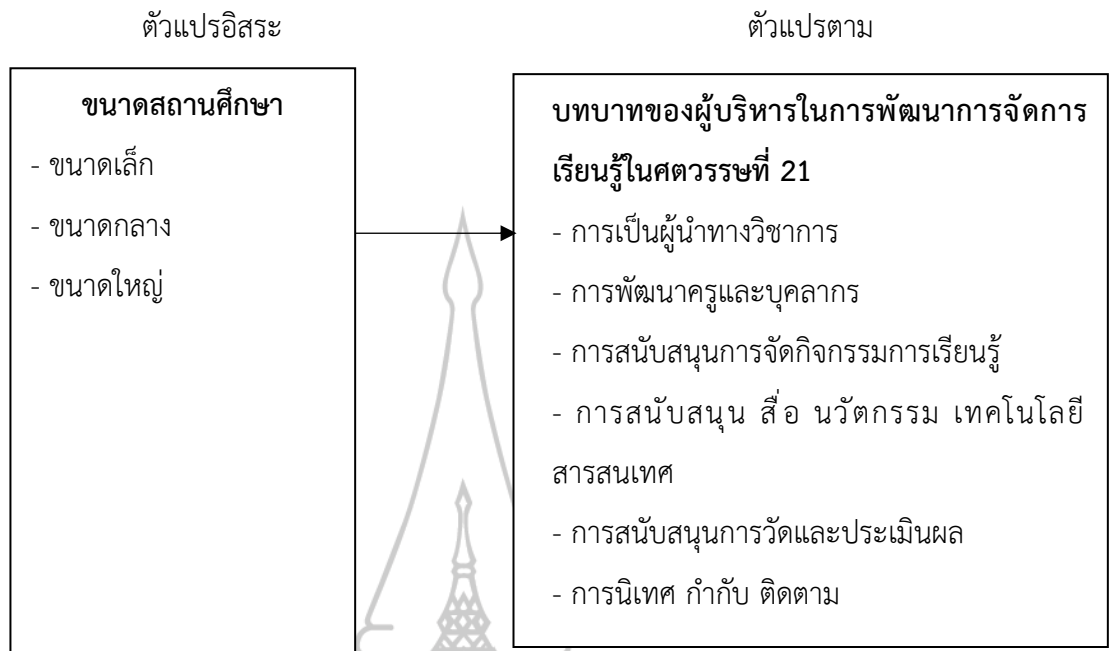 ตัวแปรอิสระ
ตัวแปรตาม
ขนาดสถานศึกษา
- ขนาดเล็ก
- ขนาดกลาง
- ขนาดใหญ่
บทบาทของผู้บริหารในการพัฒนาการจัดการ
เรียนรู้ในศตวรรษที่ 21
- การเป็นผู้นำทางวิชาการ
- การพัฒนาครูและบุคลากร
- การสนับสนุนการจัดกิจกรรมการเรียนรู้
- การสนับสนุน สื่อ นวัตกรรม เทคโนโลยี
สารสนเทศ
- การสนับสนุนการวัดและประเมินผล
- การนิเทศ กำกับ ติดตาม